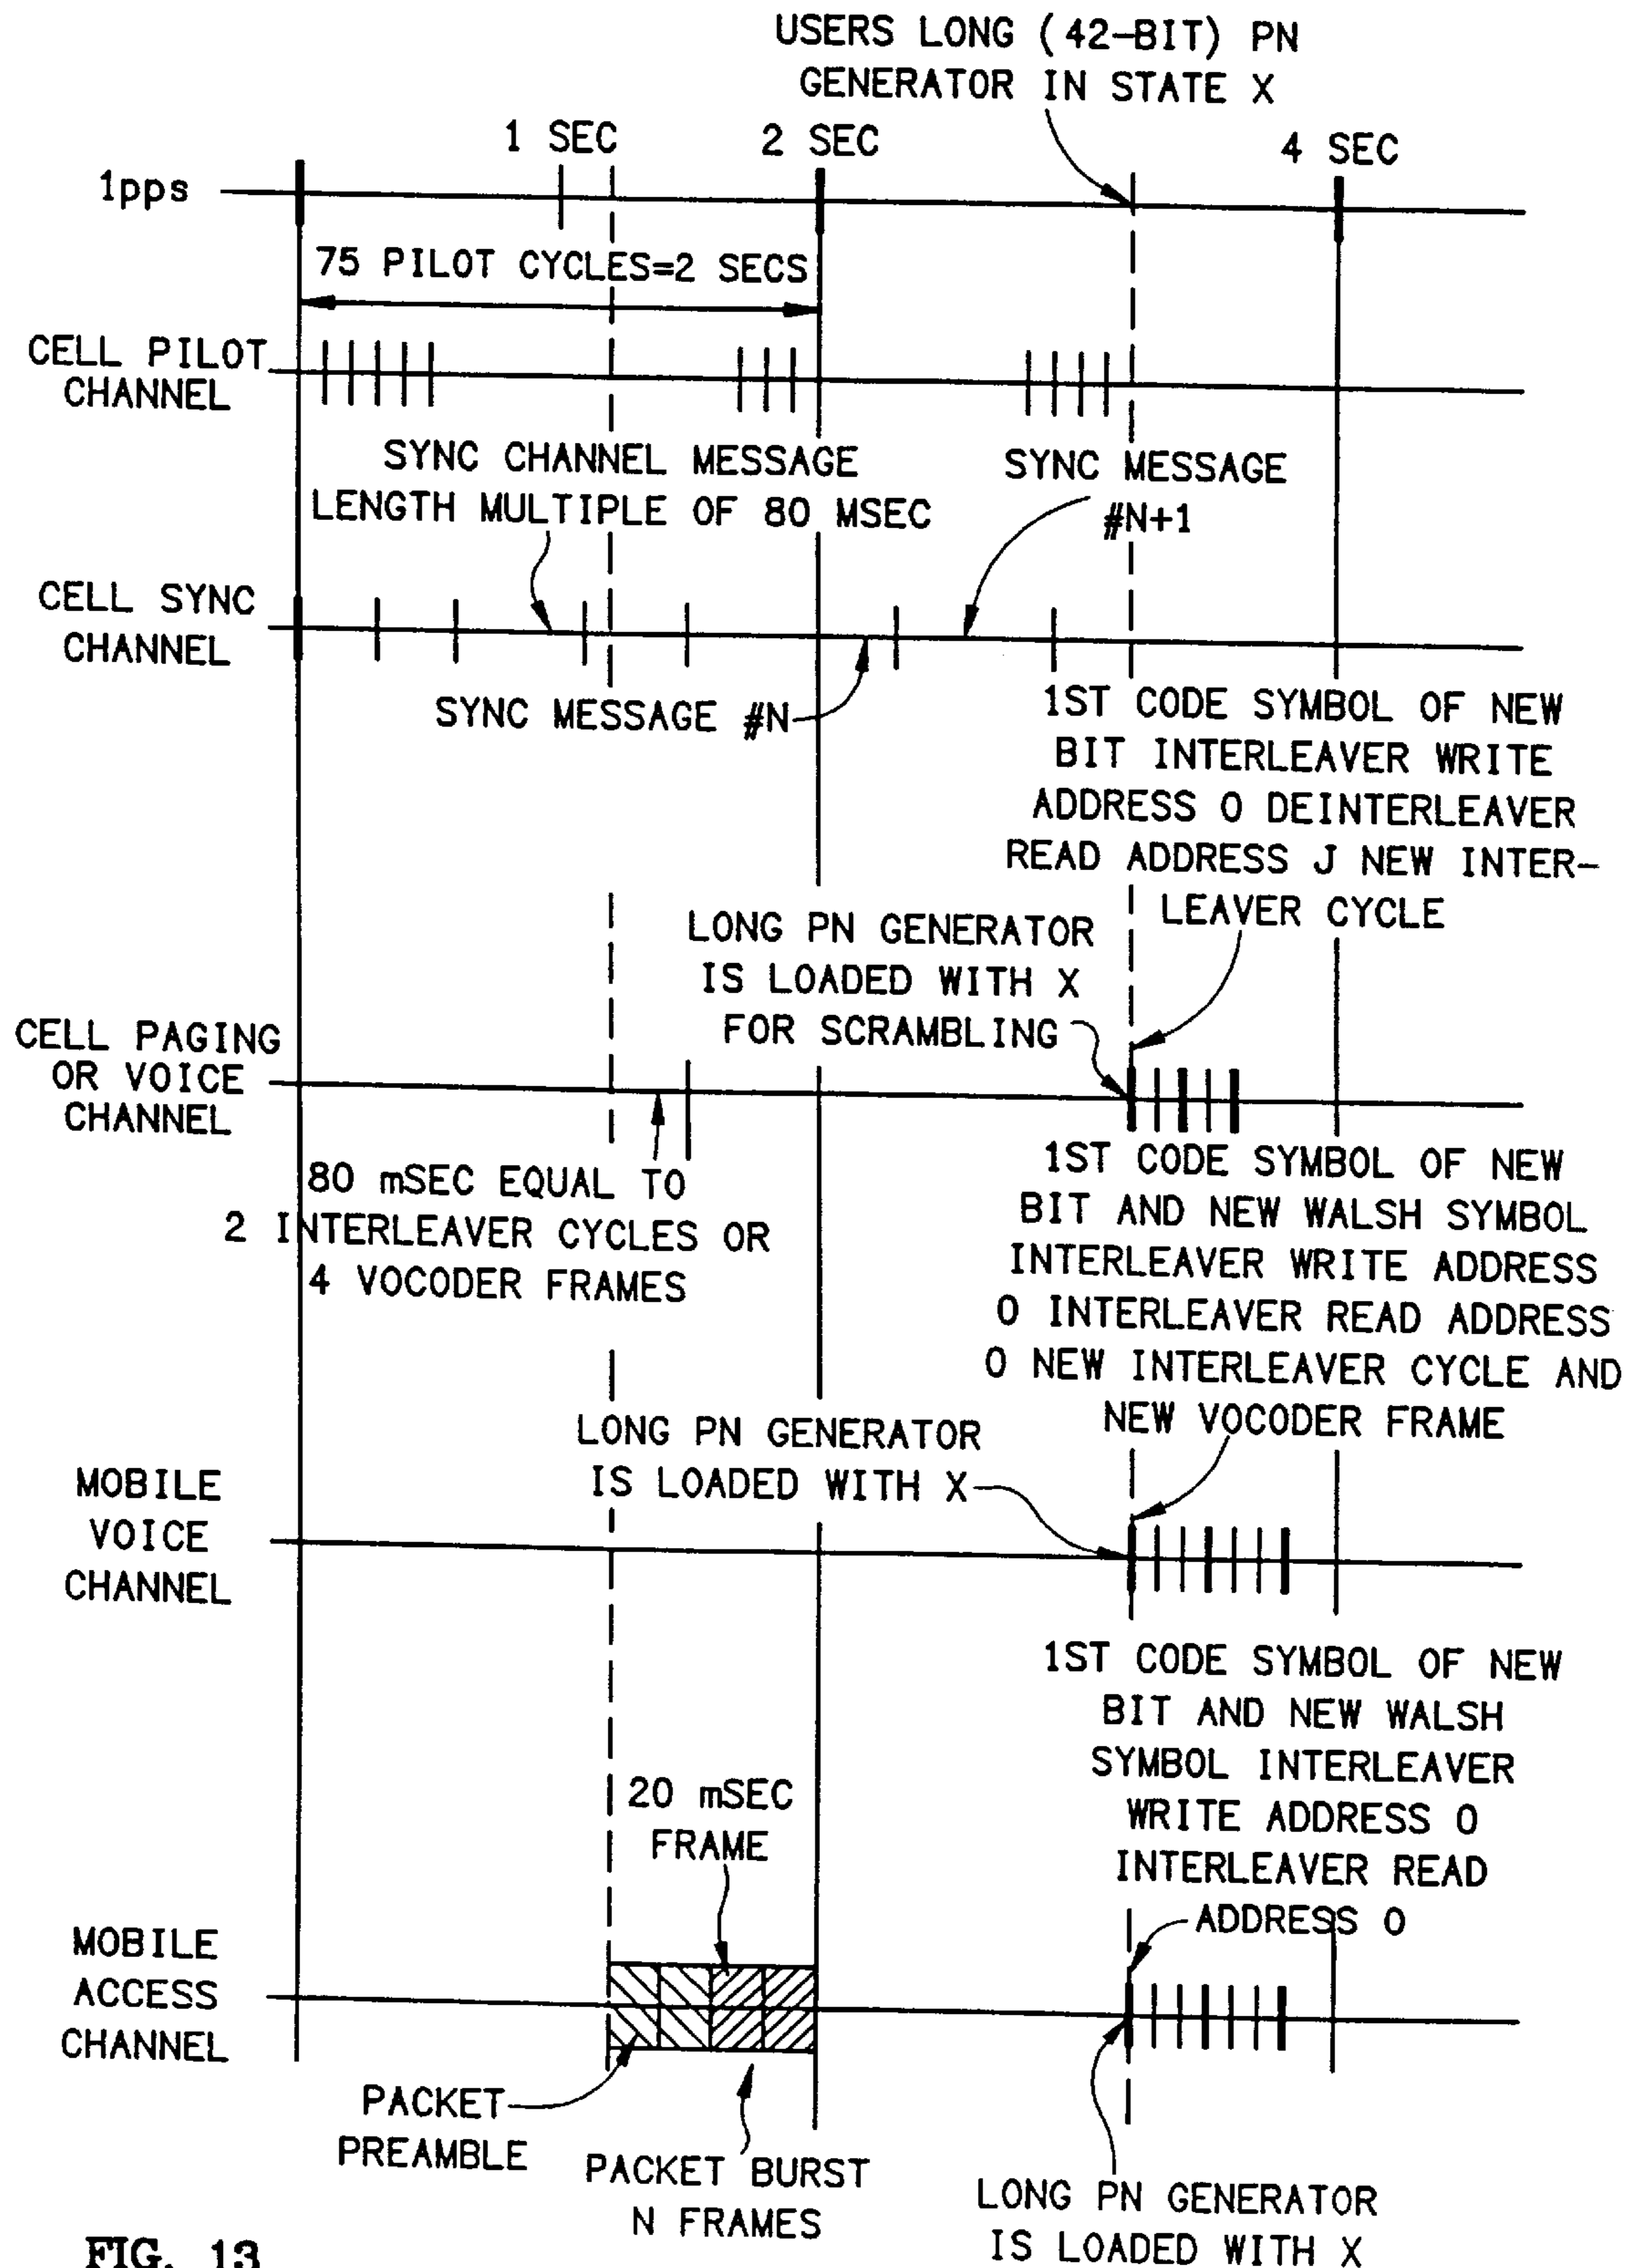 USERS LONG (42-BIT) PN
GENERATOR IN STATE X
1 SEC
2 SEC
4 SEC
1pps
75 PILOT CYCLES=2 SECS
CELL PILOT
CHANNEL
SYNC CHANNEL MESSAGE
LENGTH MULTIPLE OF 80 MSEC
SYNC MESSAGE
#N+1
CELL SYNC
CHANNEL
SYNC MESSAGE #N
1ST CODE SYMBOL OF NEW
BIT INTERLEAVER WRITE
ADDRESS 0 DEINTERLEAVER
READ ADDRESS J NEW INTER-
LEAVER CYCLE
LONG PN GENERATOR
IS LOADED WITH X
FOR SCRAMBLING
CELL PAGING
OR VOICE
CHANNEL
80 mSEC EQUAL TO
2 INTERLEAVER CYCLES OR
4 VOCODER FRAMES
1ST CODE SYMBOL OF NEW
BIT AND NEW WALSH SYMBOL
INTERLEAVER WRITE ADDRESS
0 INTERLEAVER READ ADDRESS
0 NEW INTERLEAVER CYCLE AND
NEW VOCODER FRAME
LONG PN GENERATOR
IS LOADED WITH X
MOBILE
VOICE
CHANNEL
1ST CODE SYMBOL OF NEW
BIT AND NEW WALSH
SYMBOL INTERLEAVER
WRITE ADDRESS 0
INTERLEAVER READ
ADDRESS 0
20 mSEC
FRAME
MOBILE
ACCESS
CHANNEL
PACKET
PREAMBLE
PACKET BURST
N FRAMES
LONG PN GENERATOR
IS LOADED WITH X
FIG. 13